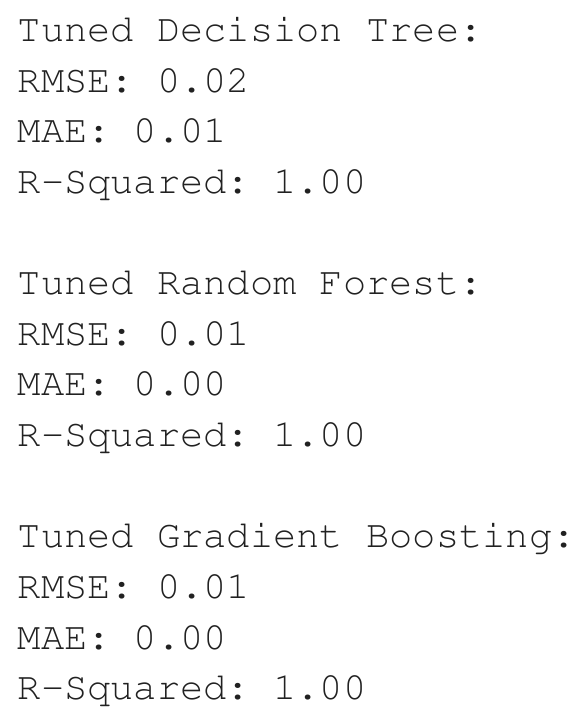 Tuned Decision Tree:
RMSE: 0.02
MAE: 0.01
R-Squared: 1.00
Tuned Random Forest:
RMSE: 0.01
MAE: 0.00
R-Squared: 1.00
Tuned Gradient Boosting:
RMSE: 0.01
MAE: 0.00
R-Squared: 1.00